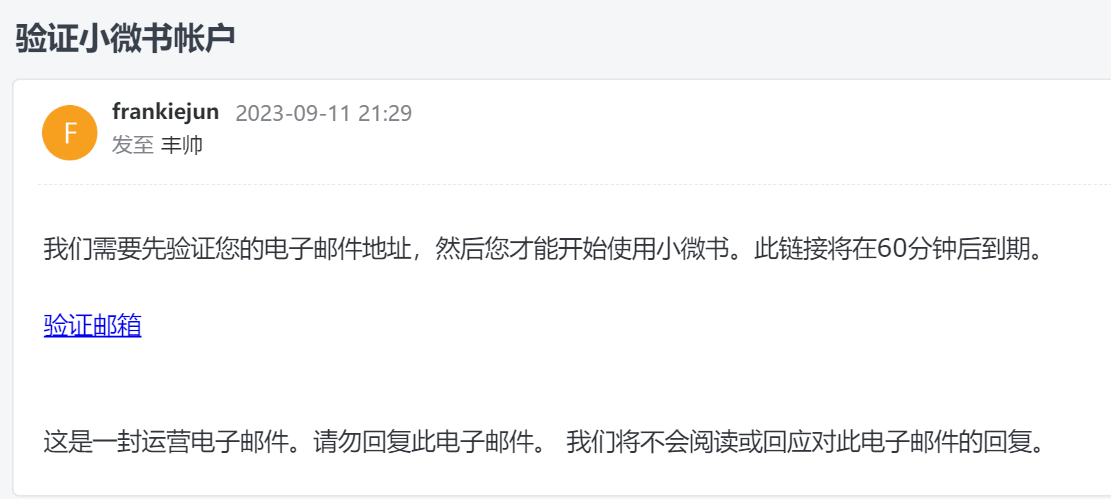 验证小微书帐户
F
frankiejun 2023-09-11 21:29
发至 丰帅
我们需要先验证您的电子邮件地址，然后您才能开始使用小微书。此链接将在60分钟后到期。
验证邮箱
这是一封运营电子邮件。请勿回复此电子邮件。 我们将不会阅读或回应对此电子邮件的回复。